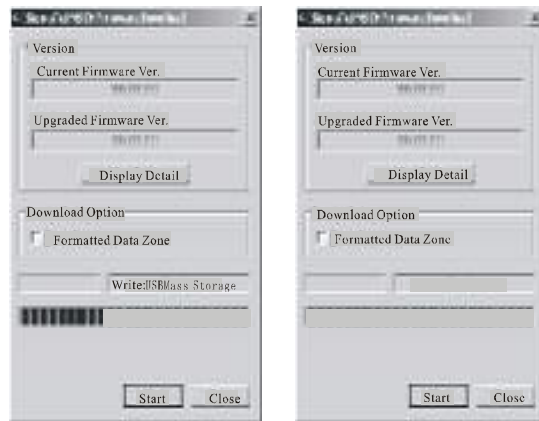 Version
Current Firmware Ver.
Upgraded Firmware Ver.
Display Detail
Download Option
Formatted Data Zone
Write:USBMass Storage
Start Close
Version
Current Firmware Ver.
Upgraded Firmware Ver.
Display Detail
Download Option
Formatted Data Zone
Start Close